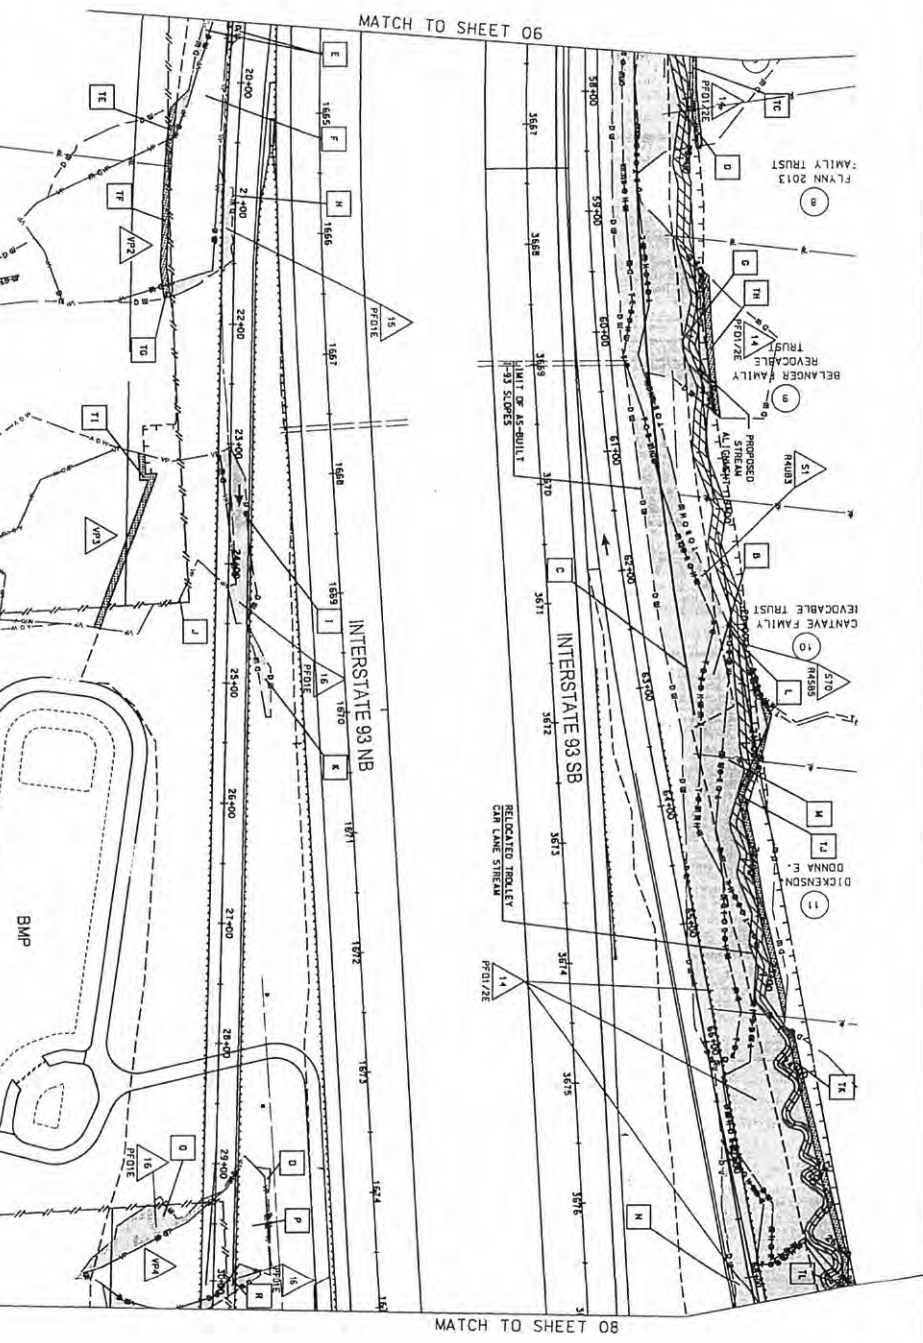 MATCH TO SHEET 06
E
F
H
TE
TF
VP2
TG
20+00
21+00
22+00
23+00
25+00
26+00
27+00
28+00
29+00
1665
1666
1667
1668
1669
1670
1671
1672
1673
1674
15
PFO1E
T1
VP3
J
I
16
PFO1E
K
INTERSTATE 93 NB
BMP
16
PFO1E
O
P
VP4
16
R
3667
3668
3669
3670
3671
3672
3673
3674
3675
3676
58+00
59+00
60+00
61+00
62+00
63+00
INTERSTATE 93 SB
LIMIT OF AS-BUILT
I-93 SLOPES
C
RELOCATED TROLLEY
CAR LANE STREAM
14
PFO1/2E
N
TC
14
PFO1/2E
D
FLYNN 2013
FAMILY TRUST
8
G
TH
14
PFO1/2E
BELANGER FAMILY
REVOCABLE
TRUST
9
PROPOSED
STREAM
ALIGNMENT
S1
R4UB3
B
CANTAVE FAMILY
REVOCABLE TRUST
10
S10
R4SB5
L
M
TJ
DICKENSON
DONNA E.
11
TK
TL
MATCH TO SHEET 08